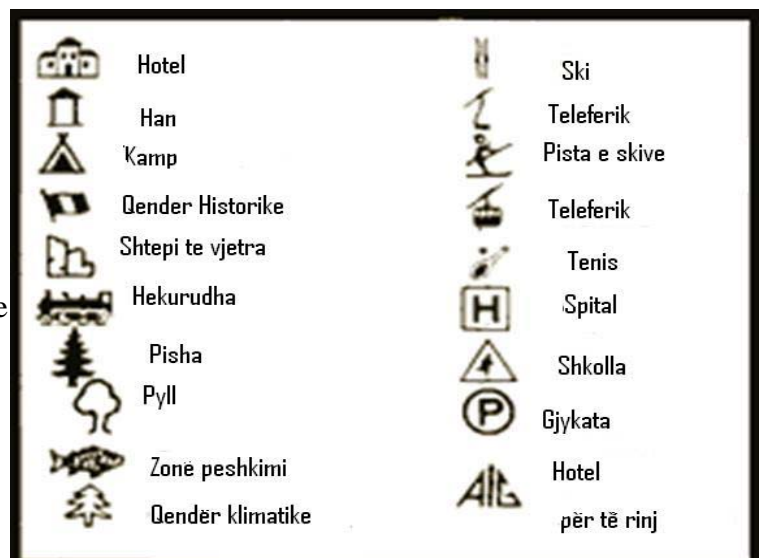 Hotel
Han
Kamp
Qender Historike
Shtepi te vjetra
Hekurudha
Pisha
Pyll
Zonë peshkimi
Qendër klimatike
Ski
Teleferik
Pista e skive
Teleferik
Tenis
H
Spital
Shkolla
P
Gjykata
AIG
Hotel
për të rinj
e